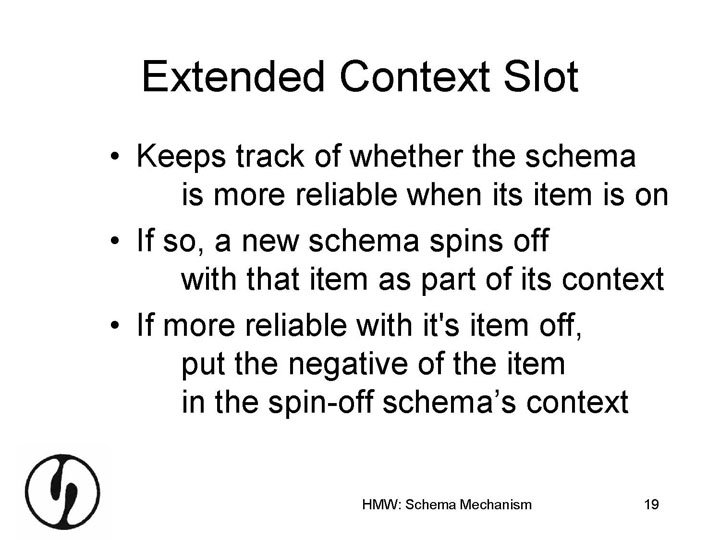 Extended Context Slot
• Keeps track of whether the schema
is more reliable when its item is on
• If so, a new schema spins off
with that item as part of its context
• If more reliable with it's item off,
put the negative of the item
in the spin-off schema’s context
HMW: Schema Mechanism
19